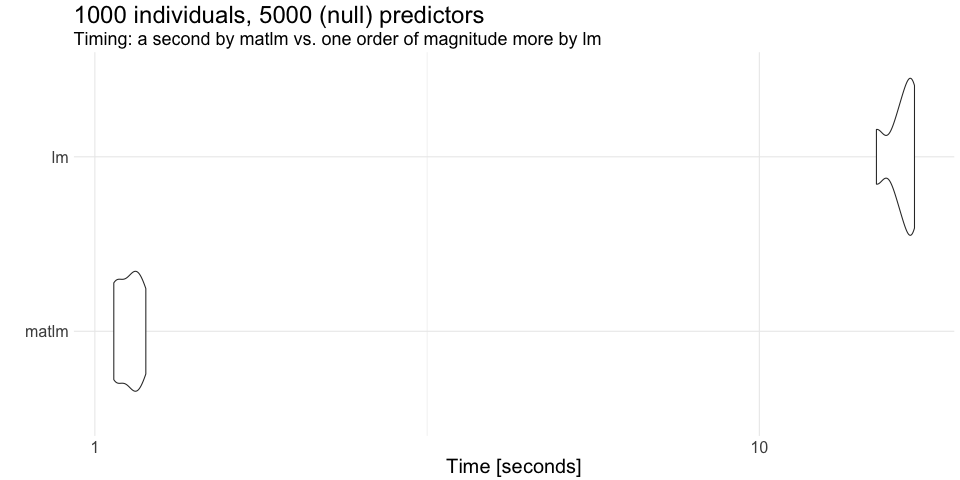 1000 individuals, 5000 (null) predictors
Timing: a second by matlm vs. one order of magnitude more by lm
lm
matlm
1
10
Time [seconds]